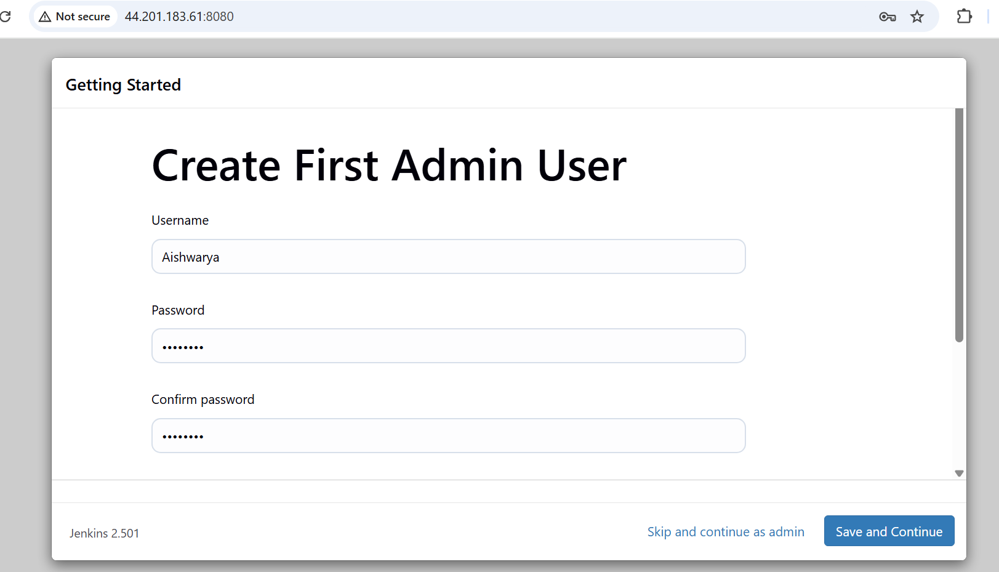 Not secure 44.201.183.61:8080
Getting Started
Create First Admin User
Username
Aishwarya
Password
••••••••
Confirm password
••••••••
Jenkins 2.501
Skip and continue as admin
Save and Continue